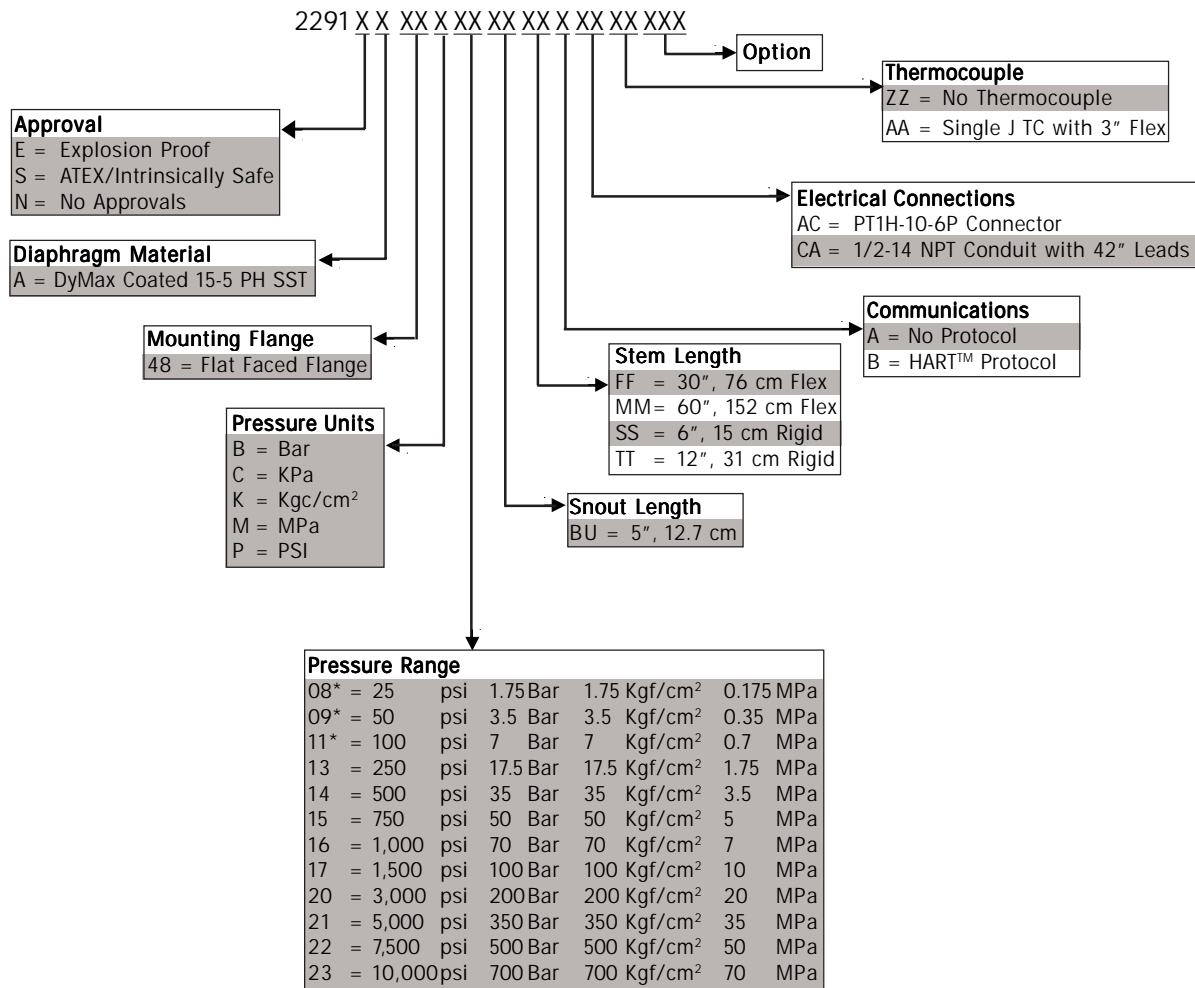 2291 X X XX X XX XX XX X XX XX XXX
Option
Thermocouple
ZZ = No Thermocouple
AA = Single J TC with 3" Flex
Approval
E = Explosion Proof
S = ATEX/Intrinsically Safe
N = No Approvals
Electrical Connections
AC = PT1H-10-6P Connector
CA = 1/2-14 NPT Conduit with 42" Leads
Diaphragm Material
A = DyMax Coated 15-5 PH SST
Communications
A = No Protocol
B = HART™ Protocol
Mounting Flange
48 = Flat Faced Flange
Stem Length
FF = 30", 76 cm Flex
MM= 60", 152 cm Flex
SS = 6", 15 cm Rigid
TT = 12", 31 cm Rigid
Pressure Units
B = Bar
C = KPa
K = Kgc/cm²
M = MPa
P = PSI
Snout Length
BU = 5", 12.7 cm
Pressure Range
08* = 25 psi 1.75 Bar 1.75 Kgf/cm² 0.175 MPa
09* = 50 psi 3.5 Bar 3.5 Kgf/cm² 0.35 MPa
11* = 100 psi 7 Bar 7 Kgf/cm² 0.7 MPa
13 = 250 psi 17.5 Bar 17.5 Kgf/cm² 1.75 MPa
14 = 500 psi 35 Bar 35 Kgf/cm² 3.5 MPa
15 = 750 psi 50 Bar 50 Kgf/cm² 5 MPa
16 = 1,000 psi 70 Bar 70 Kgf/cm² 7 MPa
17 = 1,500 psi 100 Bar 100 Kgf/cm² 10 MPa
20 = 3,000 psi 200 Bar 200 Kgf/cm² 20 MPa
21 = 5,000 psi 350 Bar 350 Kgf/cm² 35 MPa
22 = 7,500 psi 500 Bar 500 Kgf/cm² 50 MPa
23 = 10,000 psi 700 Bar 700 Kgf/cm² 70 MPa